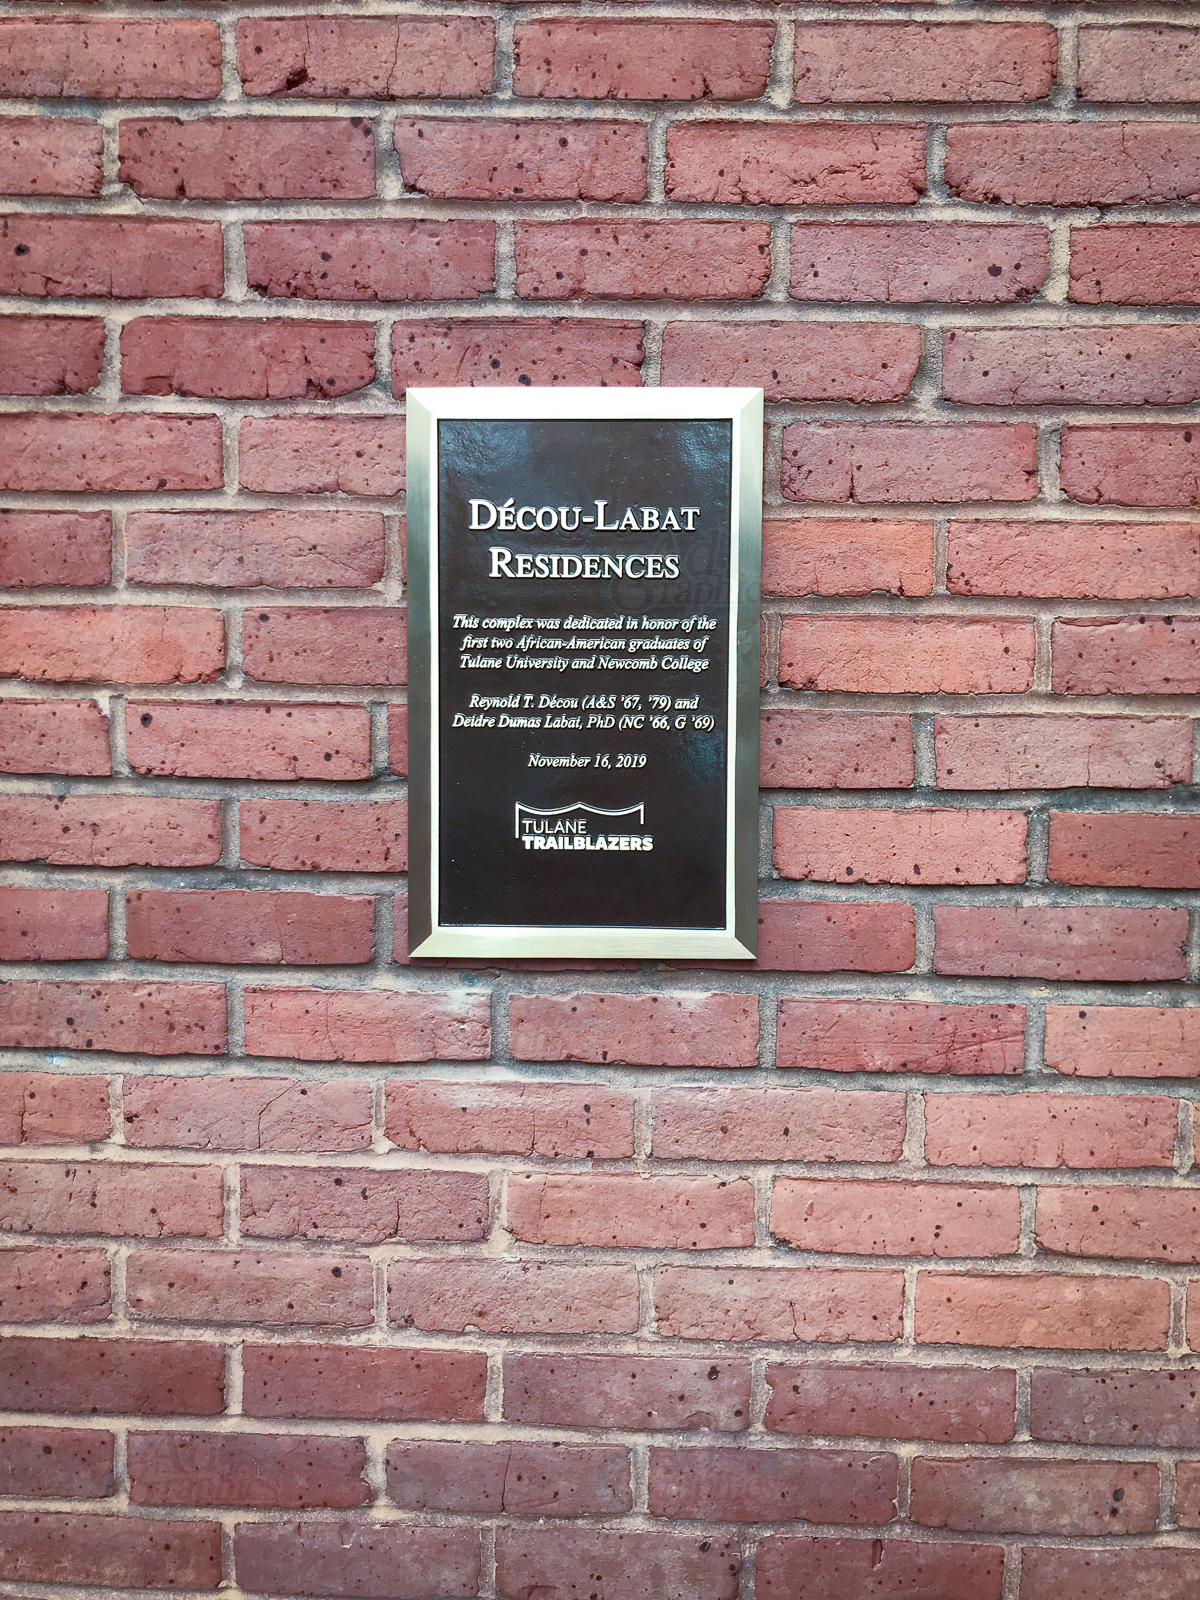 DÉCOU-LABAT
RESIDENCES
This complex was dedicated in honor of the
first two African-American graduates of
Tulane University and Newcomb College
Reynold T. Décou (A&S ’67, ’79) and
Deidre Dumas Labat, PhD (NC ’66, G ’69)
November 16, 2019
TULANE
TRAILBLAZERS